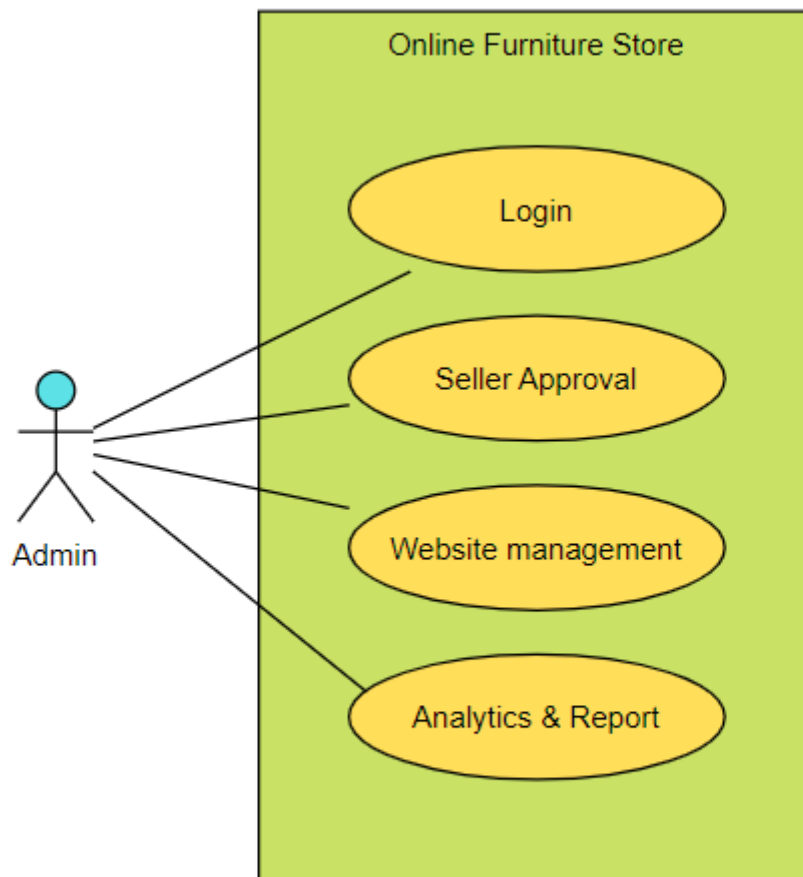 Online Furniture Store
Login
Seller Approval
Admin
Website management
Analytics & Report